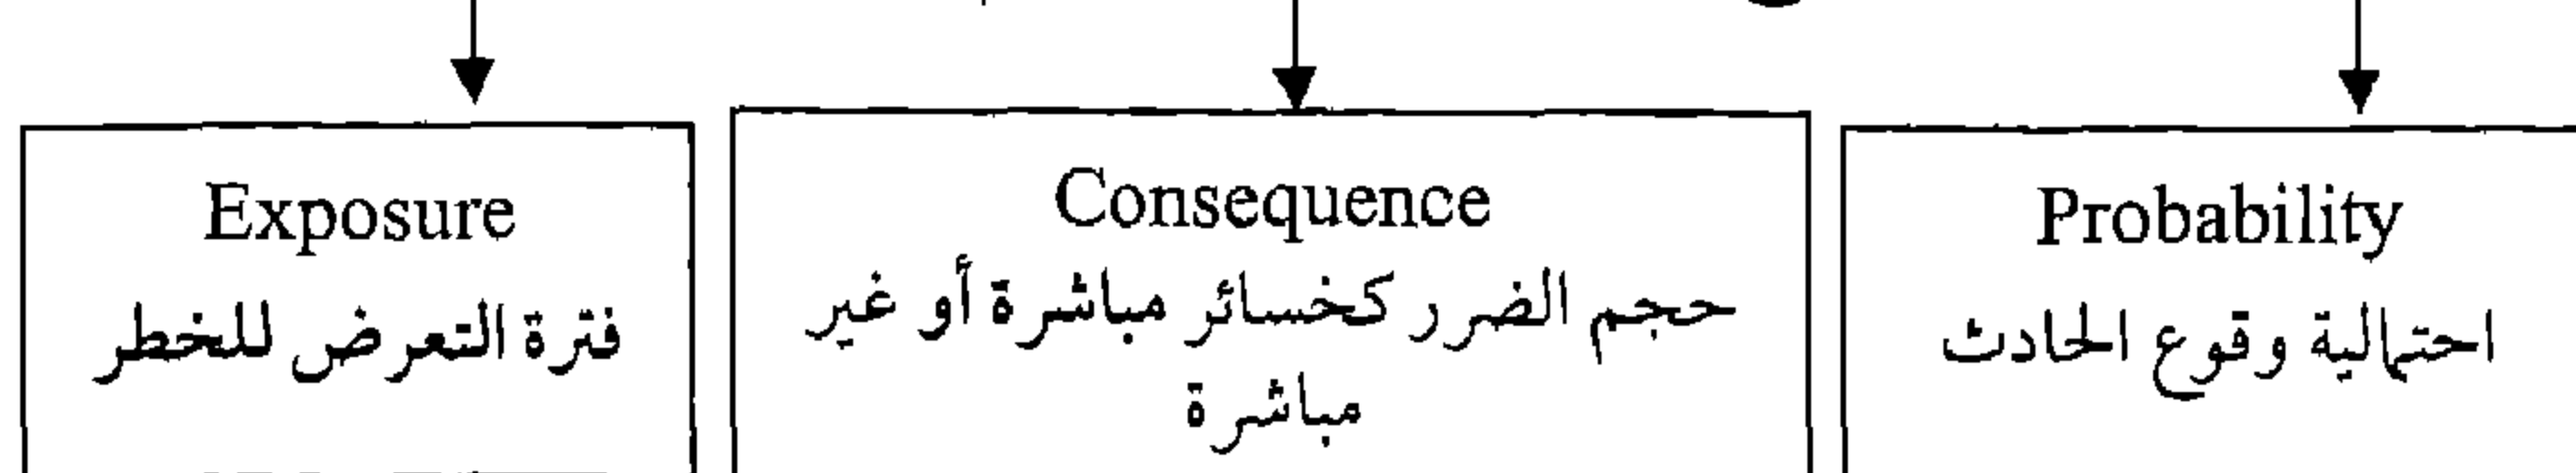 Exposure
فترة التعرض للخطر
Consequence
حجم الضرر كخسائر مباشرة أو غير
مباشرة
Probability
احتمالية وقوع الحادث